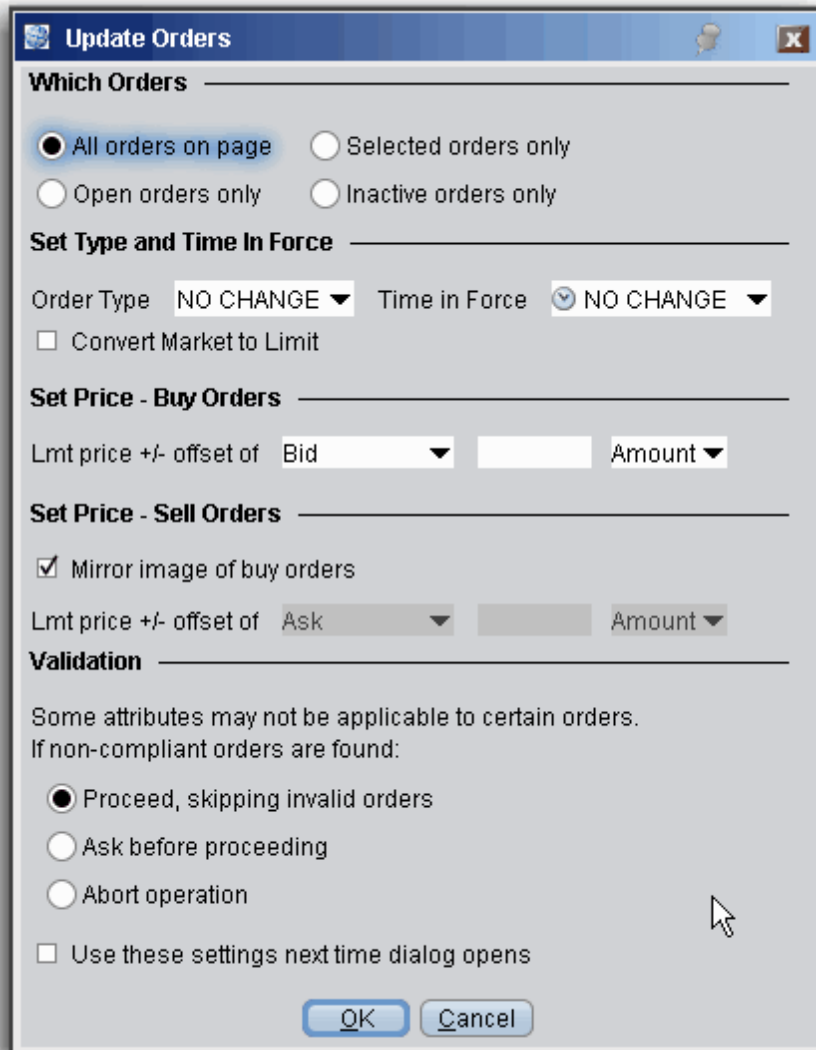 Update Orders
Which Orders
All orders on page Selected orders only
Open orders only Inactive orders only
Set Type and Time In Force
Order Type NO CHANGE Time in Force NO CHANGE
Convert Market to Limit
Set Price - Buy Orders
Lmt price +/- offset of Bid Amount
Set Price - Sell Orders
Mirror image of buy orders
Lmt price +/- offset of Ask Amount
Validation
Some attributes may not be applicable to certain orders.
If non-compliant orders are found:
Proceed, skipping invalid orders
Ask before proceeding
Abort operation
Use these settings next time dialog opens
OK Cancel